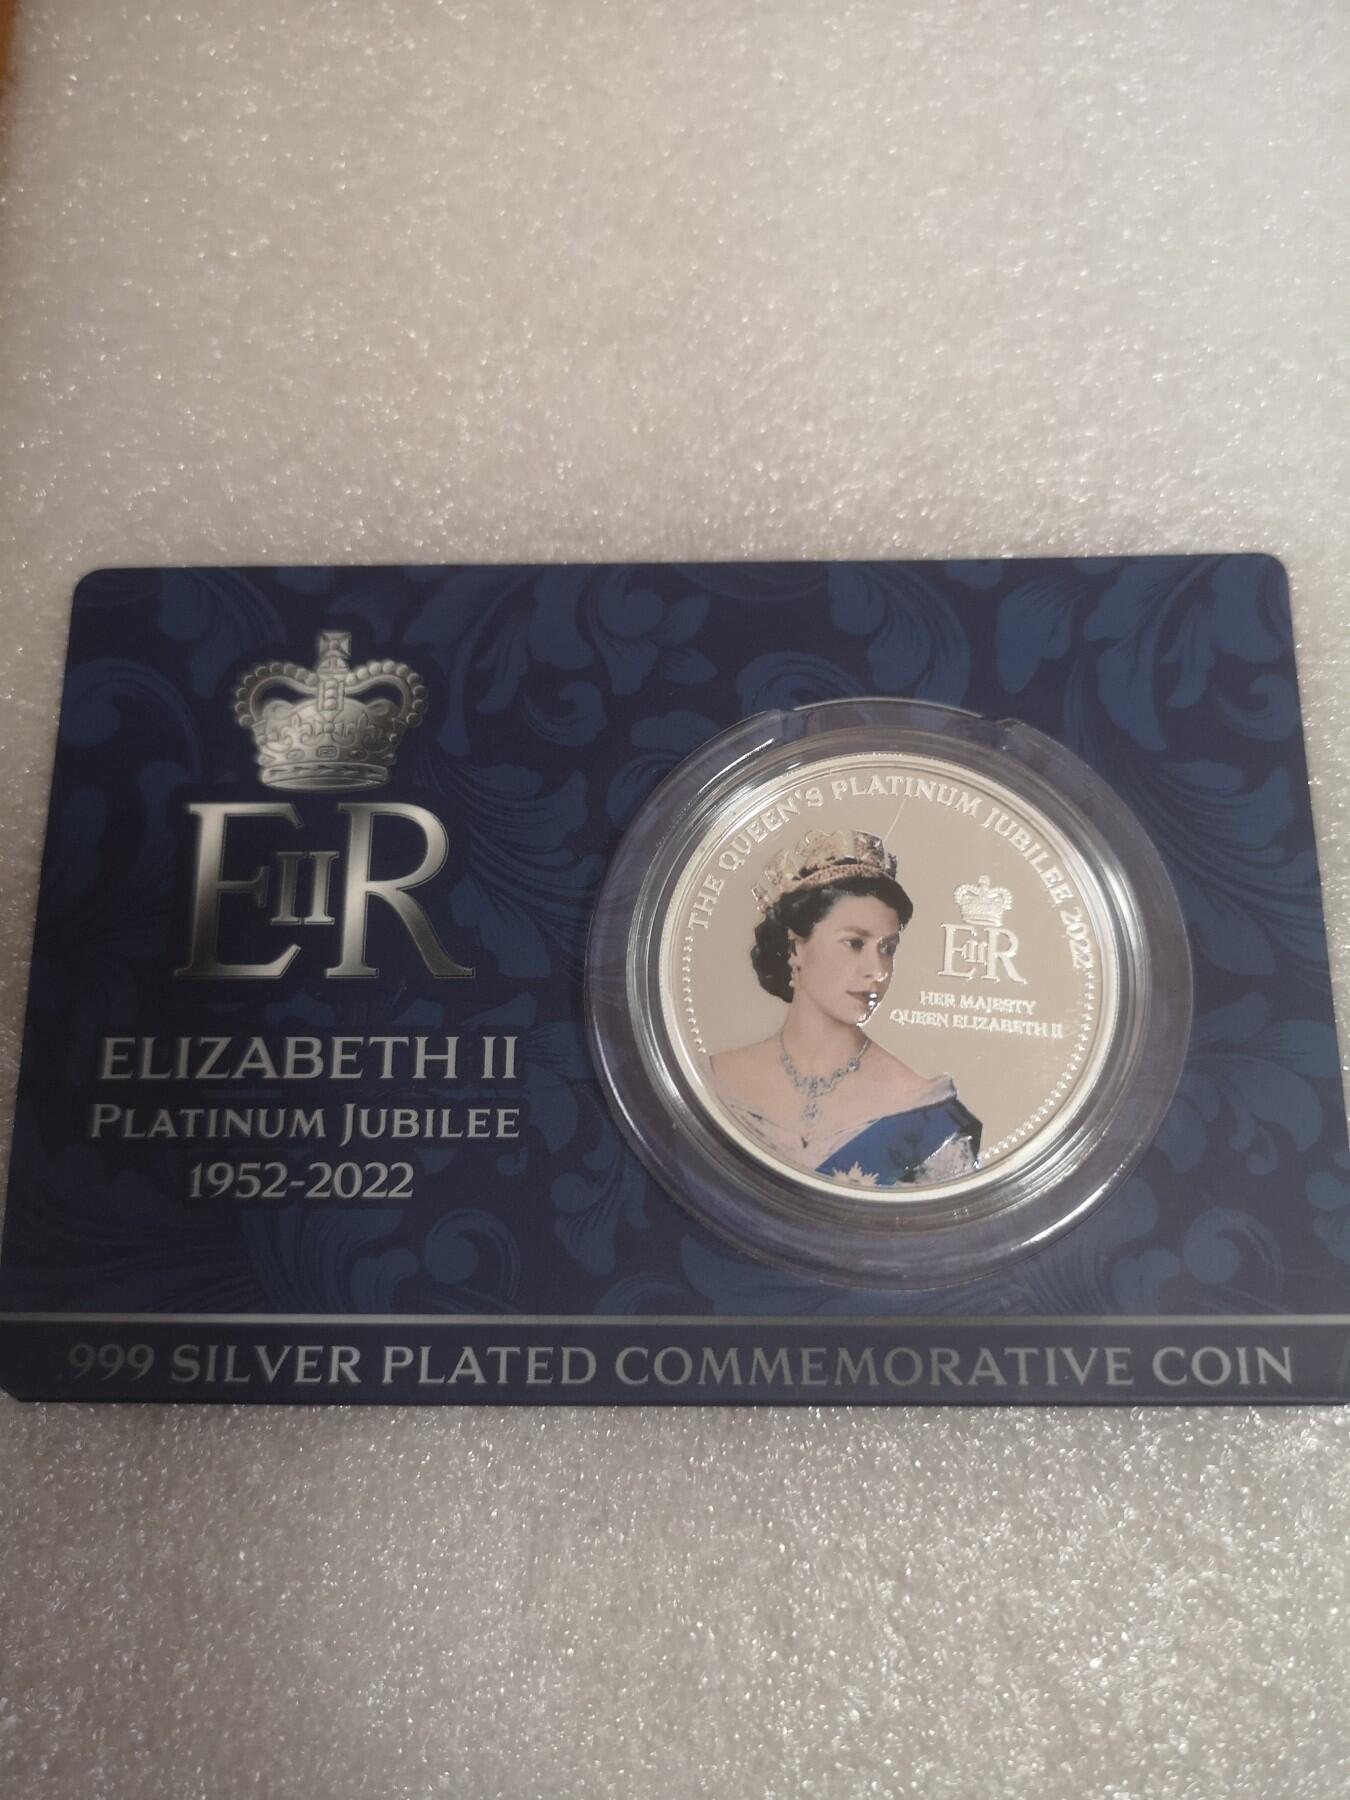 EIIR
ELIZABETH II
PLATINUM JUBILEE
1952-2022
THE QUEEN'S PLATINUM JUBILEE 2022
EIIR
HER MAJESTY
QUEEN ELIZABETH II
.999 SILVER PLATED COMMEMORATIVE COIN